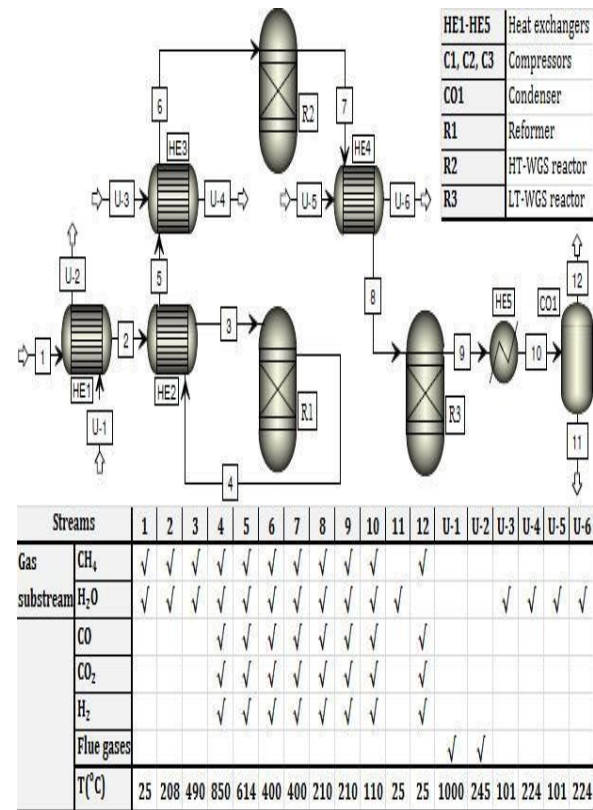 HE1-HE5 Heat exchangers
C1, C2, C3 Compressors
CO1 Condenser
R1 Reformer
R2 HT-WGS reactor
R3 LT-WGS reactor
6
R2
7
HE3
HE4
U-3
U-4
U-5
U-6
U-2
5
8
12
HE5
CO1
1
2
3
9
10
HE1
HE2
R1
R3
U-1
11
4
Streams 1 2 3 4 5 6 7 8 9 10 11 12 U-1 U-2 U-3 U-4 U-5 U-6
Gas CH₄ √ √ √ √ √ √ √ √ √ √ √
substream H₂O √ √ √ √ √ √ √ √ √ √ √ √ √ √ √
CO √ √ √ √ √ √ √ √
CO₂ √ √ √ √ √ √ √ √
H₂ √ √ √ √ √ √ √ √
Flue gases √ √
T(⁰C) 25 208 490 850 614 400 400 210 210 110 25 25 1000 245 101 224 101 224